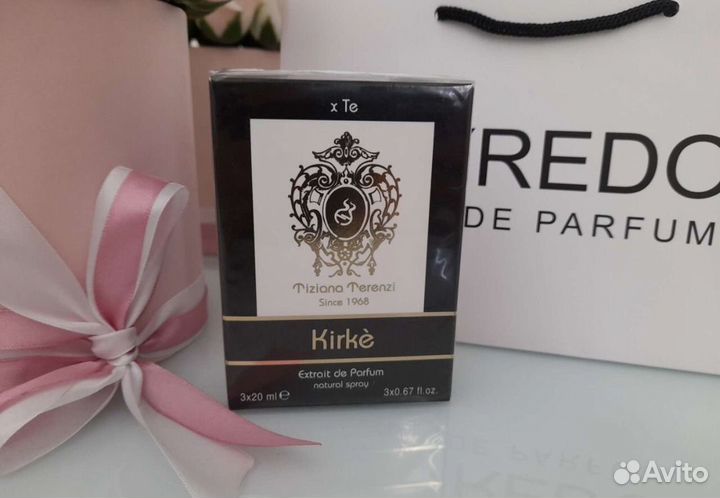 x Te
Tiziana Terenzi
Since 1968
Kirkè
Extrait de Parfum
natural spray
3x20 ml e
3x0.67 fl.oz.
REDO
DE PARFUM
Avito